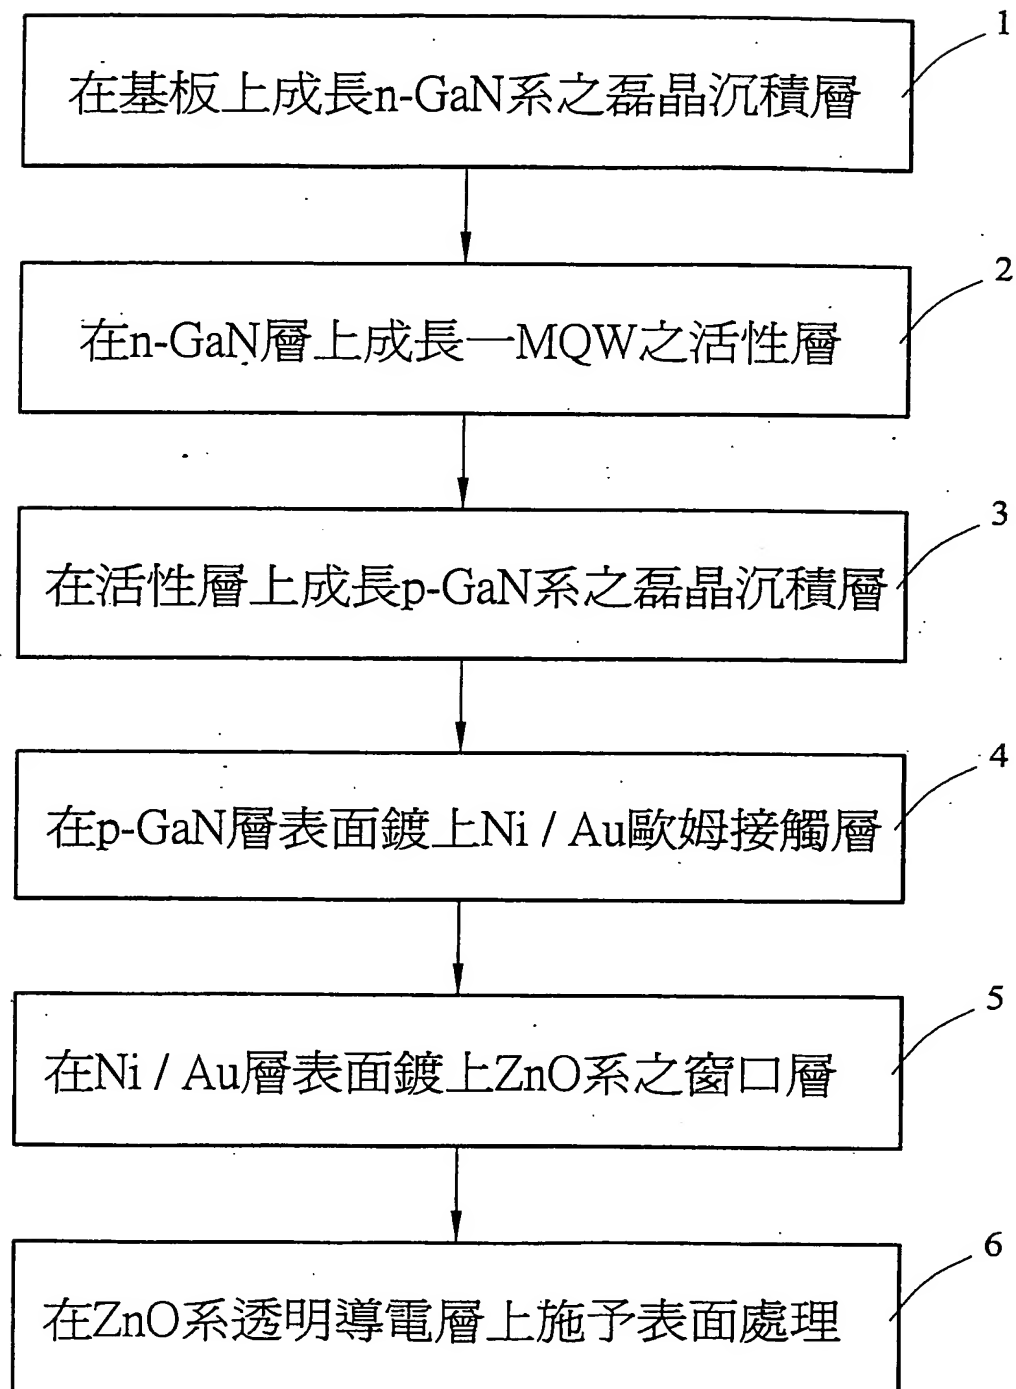 1
在基板上成長n-GaN系之磊晶沉積層
2
在n-GaN層上成長一MQW之活性層
3
在活性層上成長p-GaN系之磊晶沉積層
4
在p-GaN層表面鍍上Ni / Au歐姆接觸層
5
在Ni / Au層表面鍍上ZnO系之窗口層
6
在ZnO系透明導電層上施予表面處理